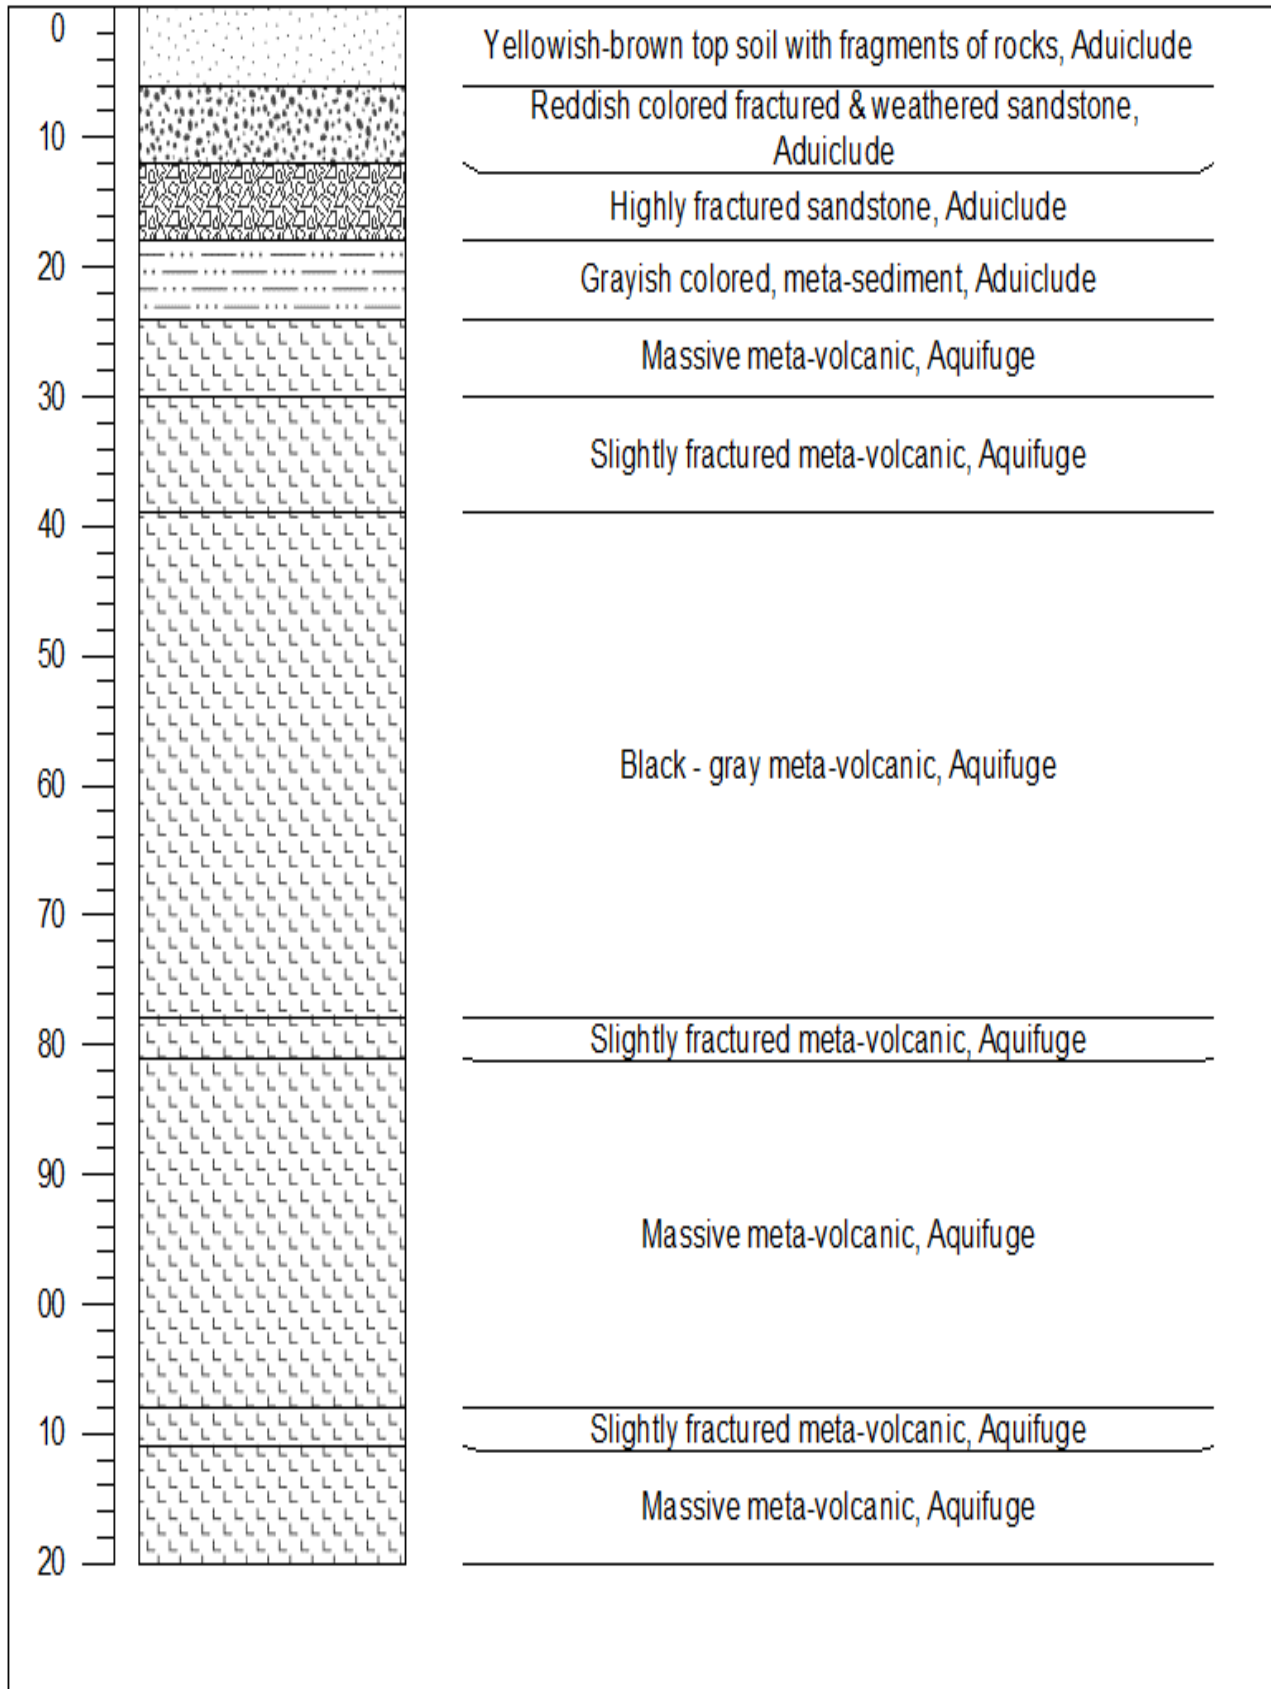 0
Yellowish-brown top soil with fragments of rocks, Aduiclude
Reddish colored fractured & weathered sandstone,
10
Aduiclude
Highly fractured sandstone, Aduiclude
20
Grayish colored, meta-sediment, Aduiclude
Massive meta-volcanic, Aquifuge
30
Slightly fractured meta-volcanic, Aquifuge
40
50
Black - gray meta-volcanic, Aquifuge
60
70
80
Slightly fractured meta-volcanic, Aquifuge
90
Massive meta-volcanic, Aquifuge
00
10
Slightly fractured meta-volcanic, Aquifuge
Massive meta-volcanic, Aquifuge
20